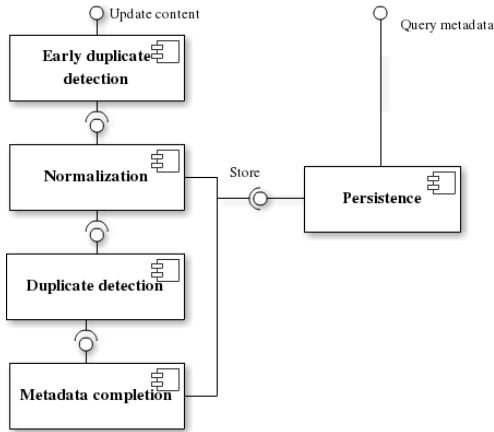 Update content
Query metadata
Early duplicate
detection
Normalization
Store
Persistence
Duplicate detection
Metadata completion